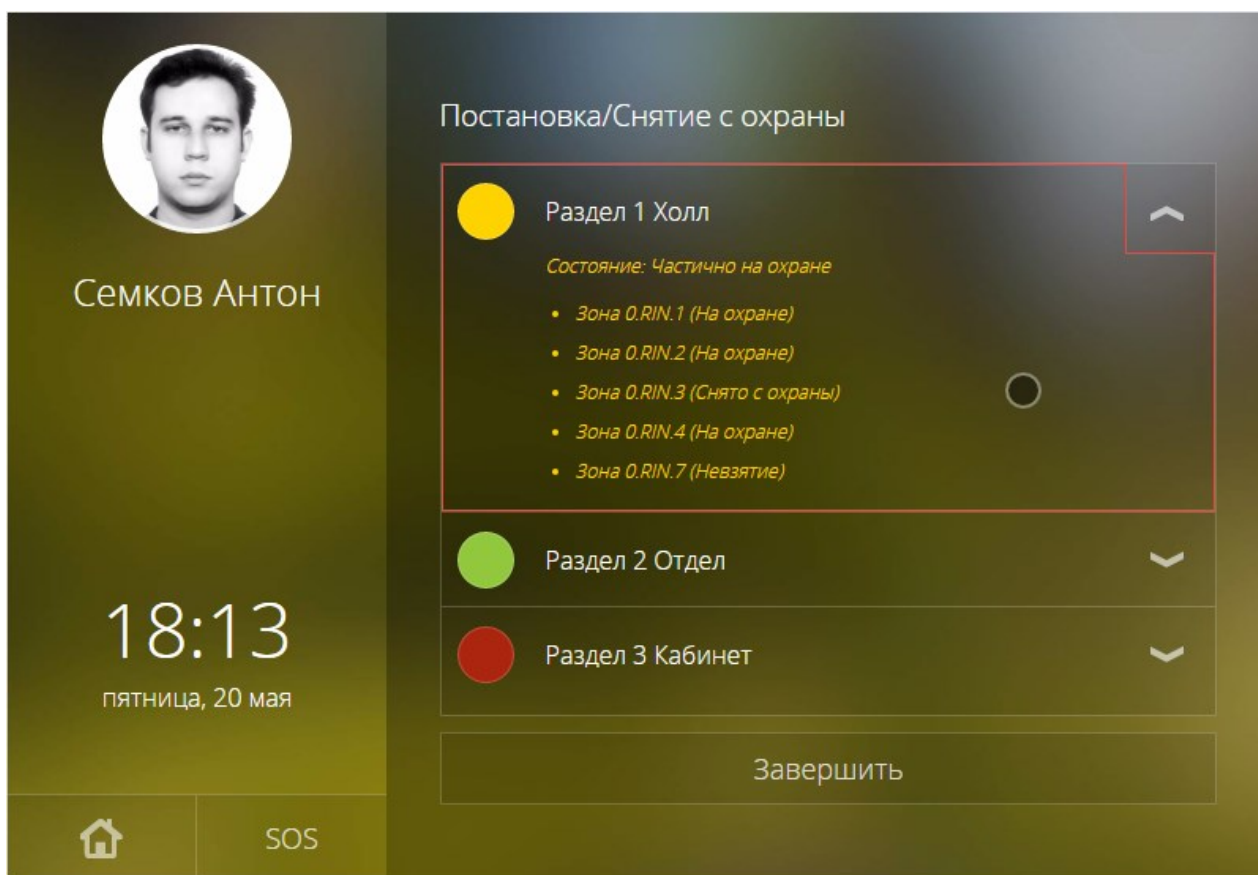 Семков Антон
18:13
пятница, 20 мая
SOS
Постановка/Снятие с охраны
Раздел 1 Холл
Состояние: Частично на охране
• Зона 0.RIN.1 (На охране)
• Зона 0.RIN.2 (На охране)
• Зона 0.RIN.3 (Снято с охраны)
• Зона 0.RIN.4 (На охране)
• Зона 0.RIN.7 (Невзятие)
Раздел 2 Отдел
Раздел 3 Кабинет
Завершить